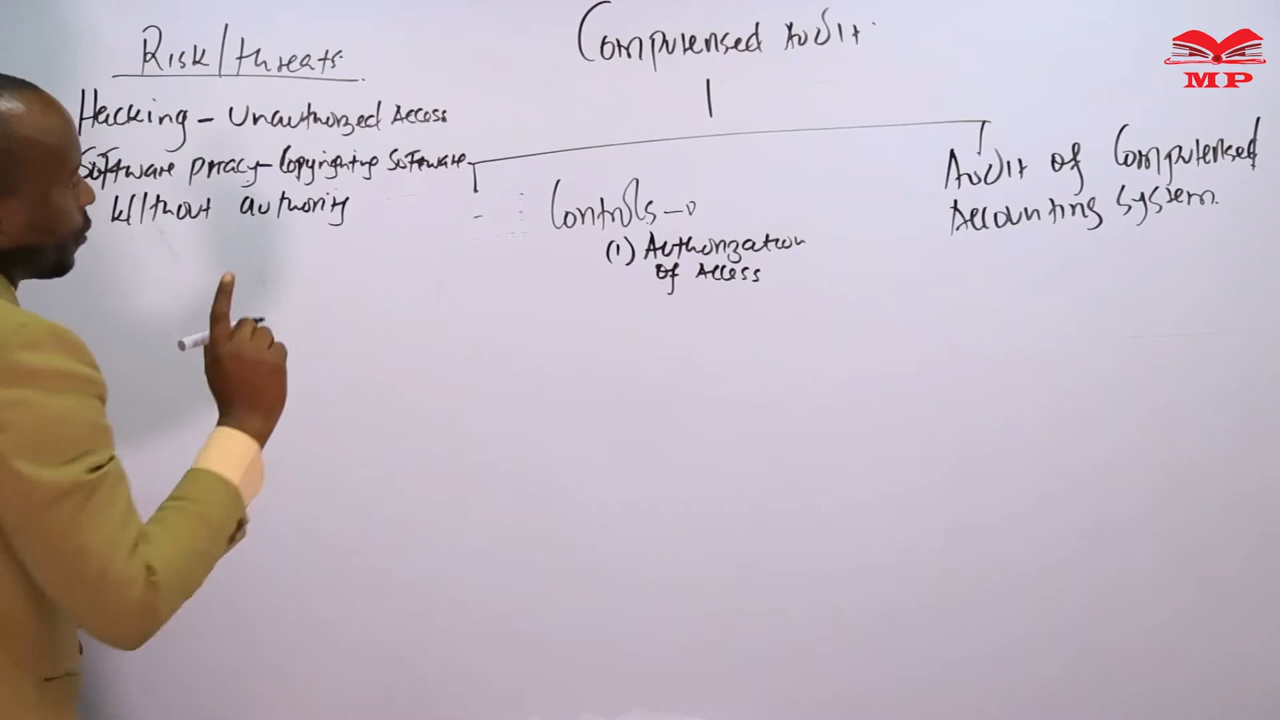 Computerised Audit
MP
Risk/threats
Hacking - Unauthorized Access
Software piracy - Copyrighting Software
Without authority
Controls
(1) Authorization
of Access
Audit of Computerised
Accounting System.